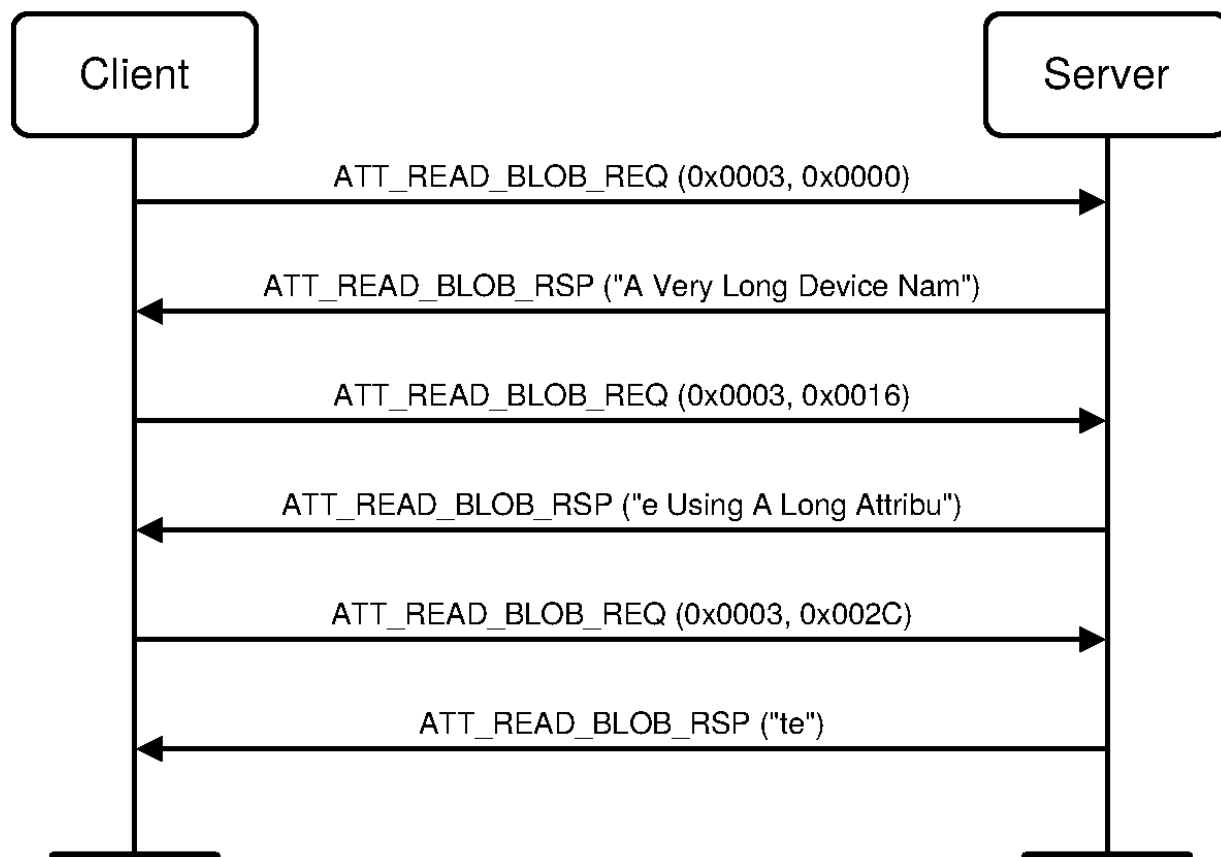 Client
Server
ATT_READ_BLOB_REQ (0x0003, 0x0000)
ATT_READ_BLOB_RSP ("A Very Long Device Nam")
ATT_READ_BLOB_REQ (0x0003, 0x0016)
ATT_READ_BLOB_RSP ("e Using A Long Attribu")
ATT_READ_BLOB_REQ (0x0003, 0x002C)
ATT_READ_BLOB_RSP ("te")